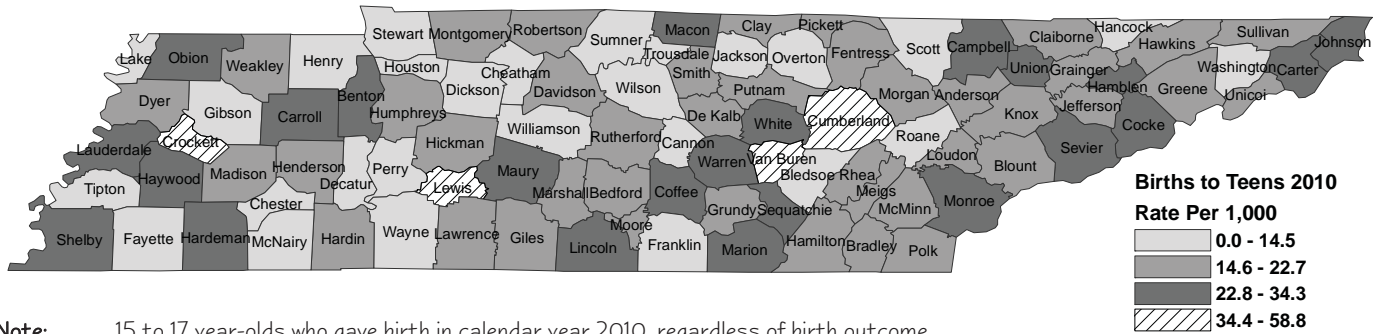 Stewart Montgomery Robertson Sumner Macon Clay Pickett Scott Campbell Claiborne Hancock Hawkins Sullivan Johnson
Lake Obion Weakley Henry Houston Cheatham Trousdale Jackson Overton Fentress Union Grainger Washington Carter
Dyer Gibson Carroll Benton Humphreys Dickson Davidson Wilson Smith Putnam Morgan Anderson Knox Jefferson Hamblen Greene Unicoi
Lauderdale Crockett Hickman Williamson Rutherford De Kalb Cannon White Cumberland Roane Cocke
Tipton Haywood Madison Henderson Decatur Perry Lewis Maury Warren Van Buren Bledsoe Rhea Loudon Blount Sevier
Chester Marshall Bedford Coffee Grundy Sequatchie Meigs McMinn Monroe
Shelby Fayette Hardeman McNairy Hardin Wayne Lawrence Giles Lincoln Moore Franklin Marion Hamilton Bradley Polk
Births to Teens 2010
Rate Per 1,000
0.0 - 14.5
14.6 - 22.7
22.8 - 34.3
34.4 - 58.8
Note: 15 to 17 year-olds who gave birth in calendar year 2010, regardless of birth outcome